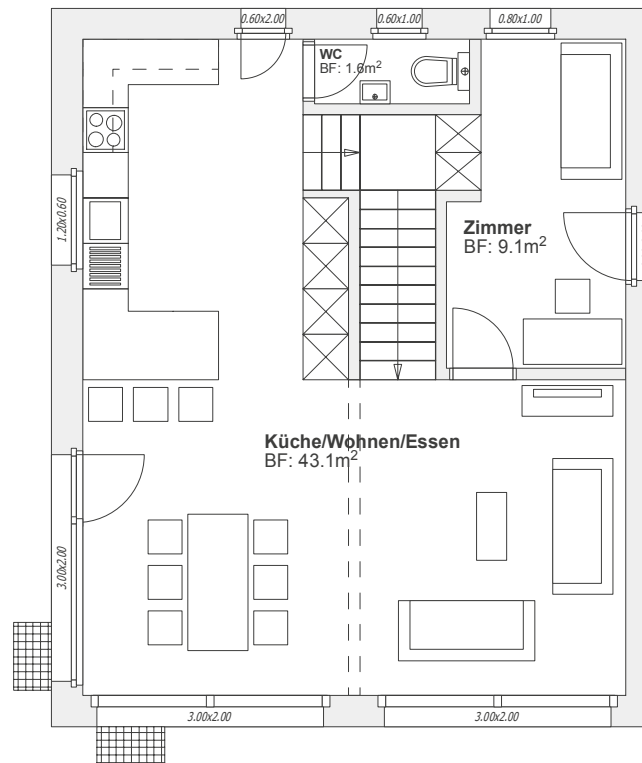 0.60x2.00
0.60x1.00
0.80x1.00
WC
BF: 1.6m²
1.20x0.60
Zimmer
BF: 9.1m²
Küche/Wohnen/Essen
BF: 43.1m²
3.00x2.00
3.00x2.00
3.00x2.00